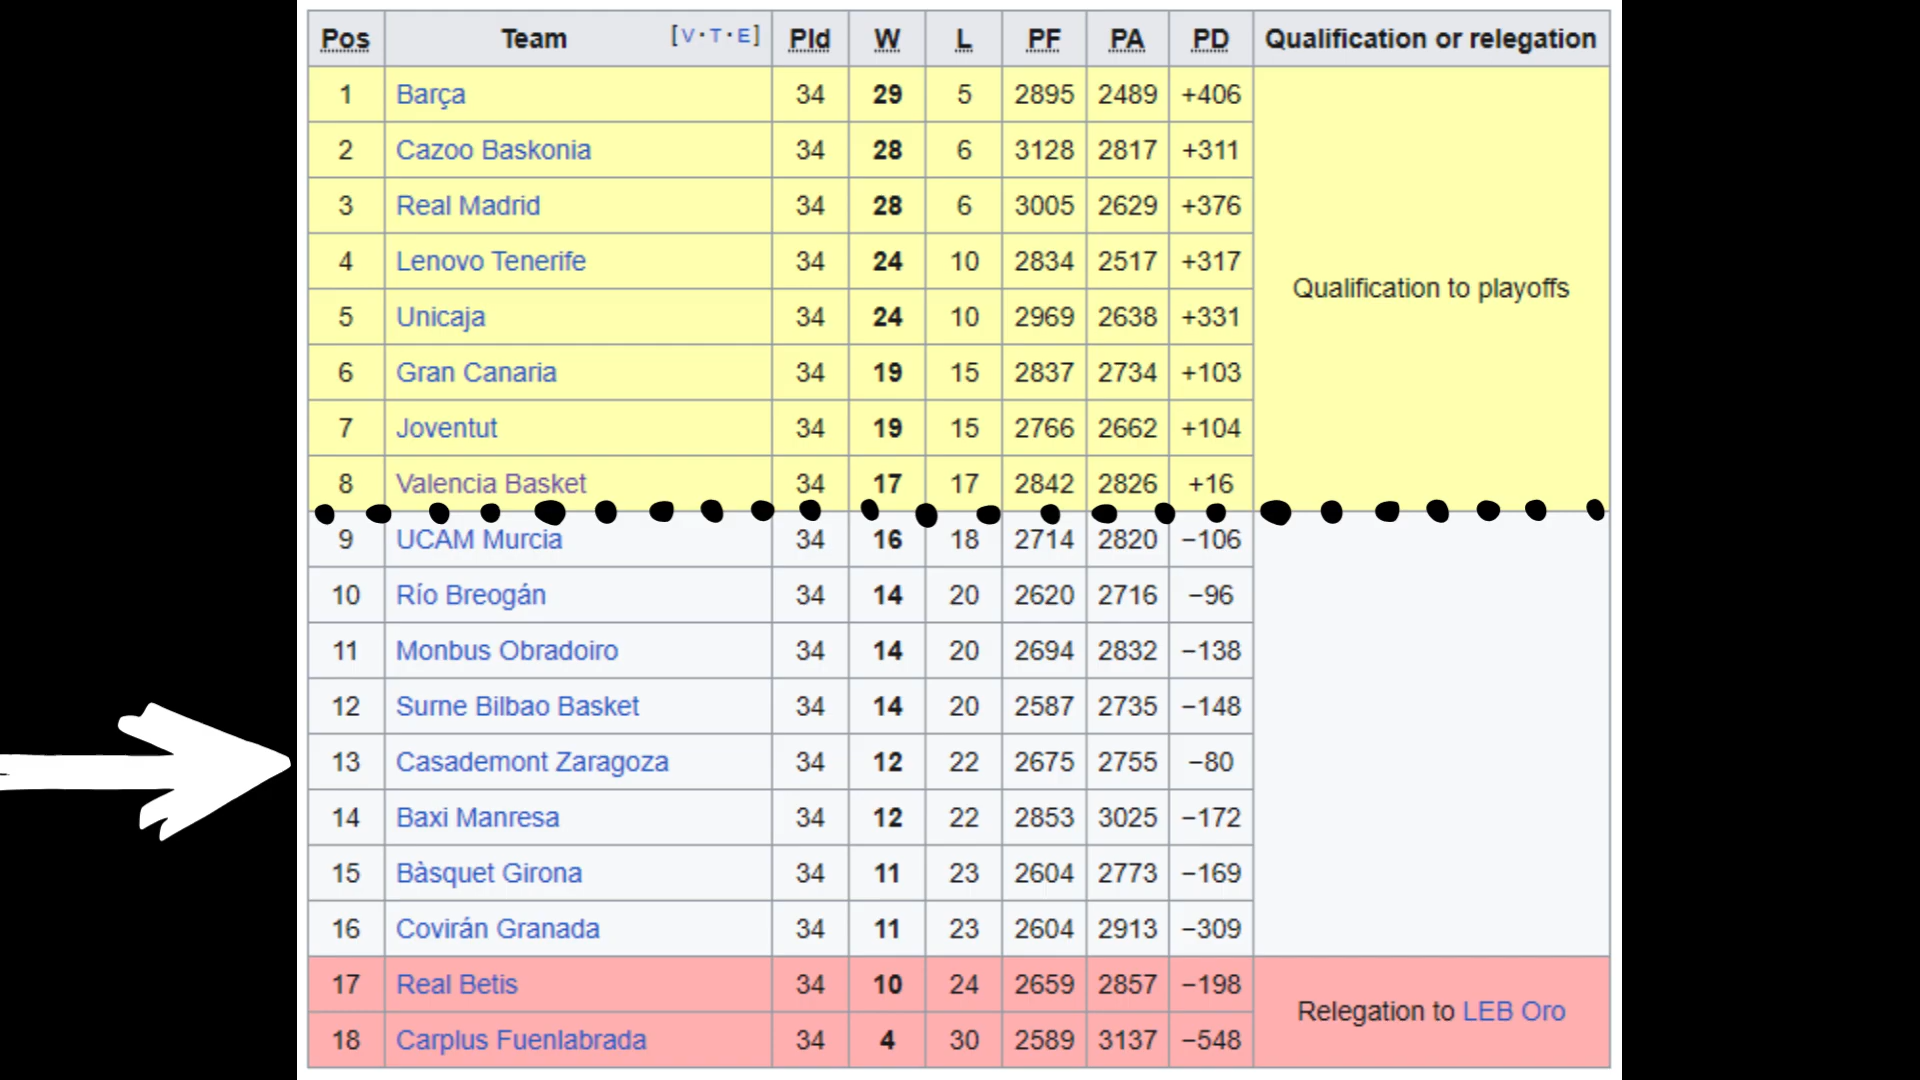 Pos Team [V·T·E] Pld W L PF PA PD Qualification or relegation
1 Barça 34 29 5 2895 2489 +406
2 Cazoo Baskonia 34 28 6 3128 2817 +311
3 Real Madrid 34 28 6 3005 2629 +376
4 Lenovo Tenerife 34 24 10 2834 2517 +317
Qualification to playoffs
5 Unicaja 34 24 10 2969 2638 +331
6 Gran Canaria 34 19 15 2837 2734 +103
7 Joventut 34 19 15 2766 2662 +104
8 Valencia Basket 34 17 17 2842 2826 +16
9 UCAM Murcia 34 16 18 2714 2820 −106
10 Río Breogán 34 14 20 2620 2716 −96
11 Monbus Obradoiro 34 14 20 2694 2832 −138
12 Surne Bilbao Basket 34 14 20 2587 2735 −148
13 Casademont Zaragoza 34 12 22 2675 2755 −80
14 Baxi Manresa 34 12 22 2853 3025 −172
15 Bàsquet Girona 34 11 23 2604 2773 −169
16 Covirán Granada 34 11 23 2604 2913 −309
17 Real Betis 34 10 24 2659 2857 −198
Relegation to LEB Oro
18 Carplus Fuenlabrada 34 4 30 2589 3137 −548